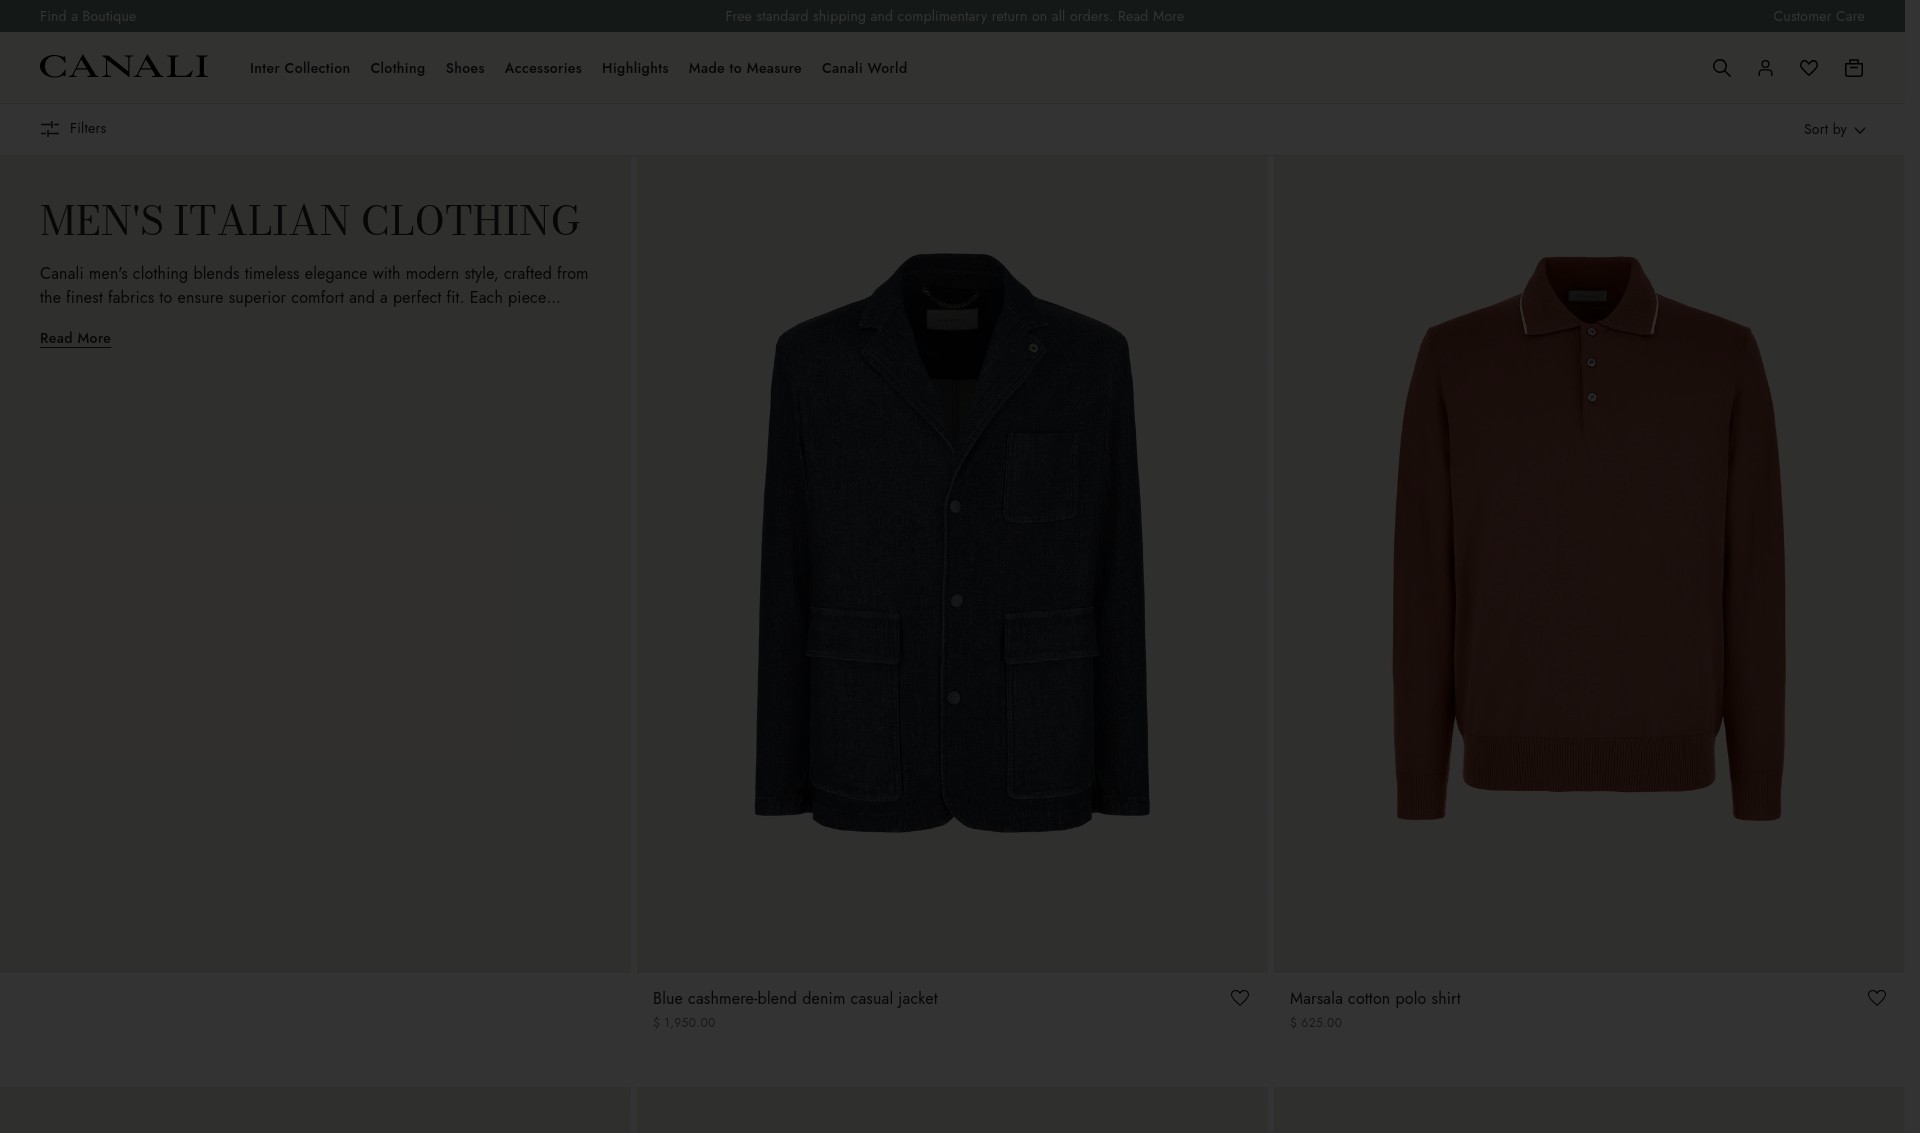 Find a Boutique
Free standard shipping and complimentary return on all orders. Read More
Customer Care
CANALI
Inter Collection
Clothing
Shoes
Accessories
Highlights
Made to Measure
Canali World
Filters
Sort by
MEN'S ITALIAN CLOTHING
Canali men's clothing blends timeless elegance with modern style, crafted from
the finest fabrics to ensure superior comfort and a perfect fit. Each piece...
Read More
Blue cashmere-blend denim casual jacket
$ 1,950.00
Marsala cotton polo shirt
$ 625.00